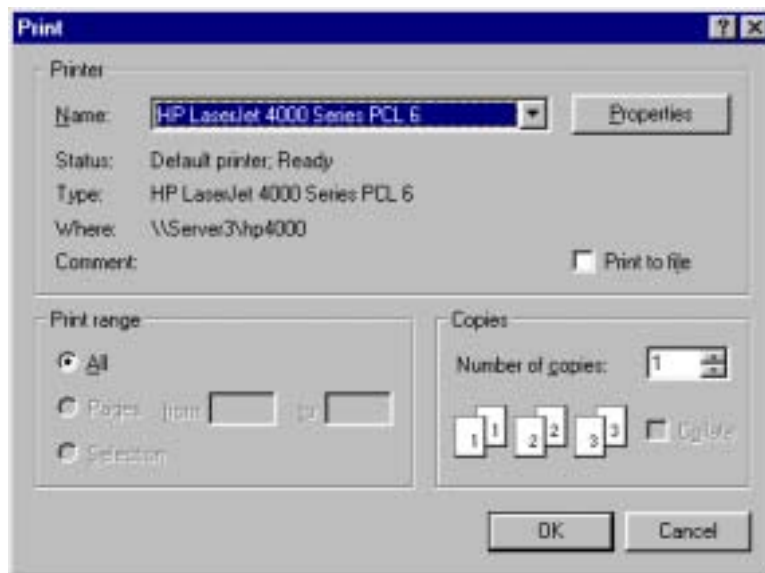 Print
Printer
Name: HP LaserJet 4000 Series PCL 6 Properties
Status: Default printer; Ready
Type: HP LaserJet 4000 Series PCL 6
Where: \\Server3\hp4000
Comment: Print to file
Print range
All
Pages from to
Selection
Copies
Number of copies: 1
1 1 2 2 3 3 Collate
OK Cancel